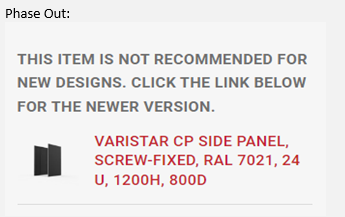 Phase Out:
THIS ITEM IS NOT RECOMMENDED FOR
NEW DESIGNS. CLICK THE LINK BELOW
FOR THE NEWER VERSION.
VARISTAR CP SIDE PANEL,
SCREW-FIXED, RAL 7021, 24
U, 1200H, 800D